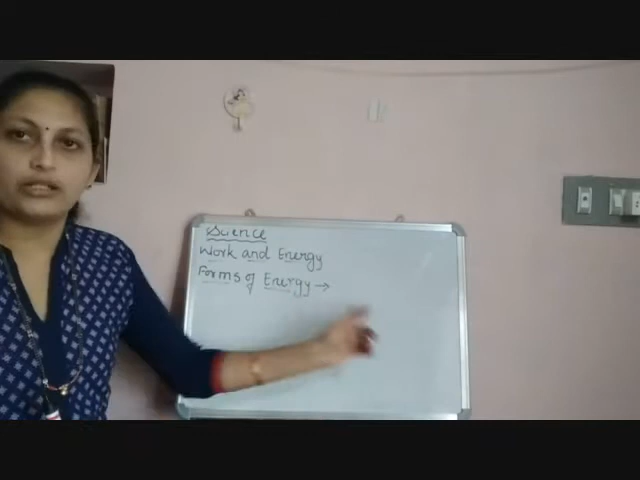 Science
Work and Energy
Forms of Energy →